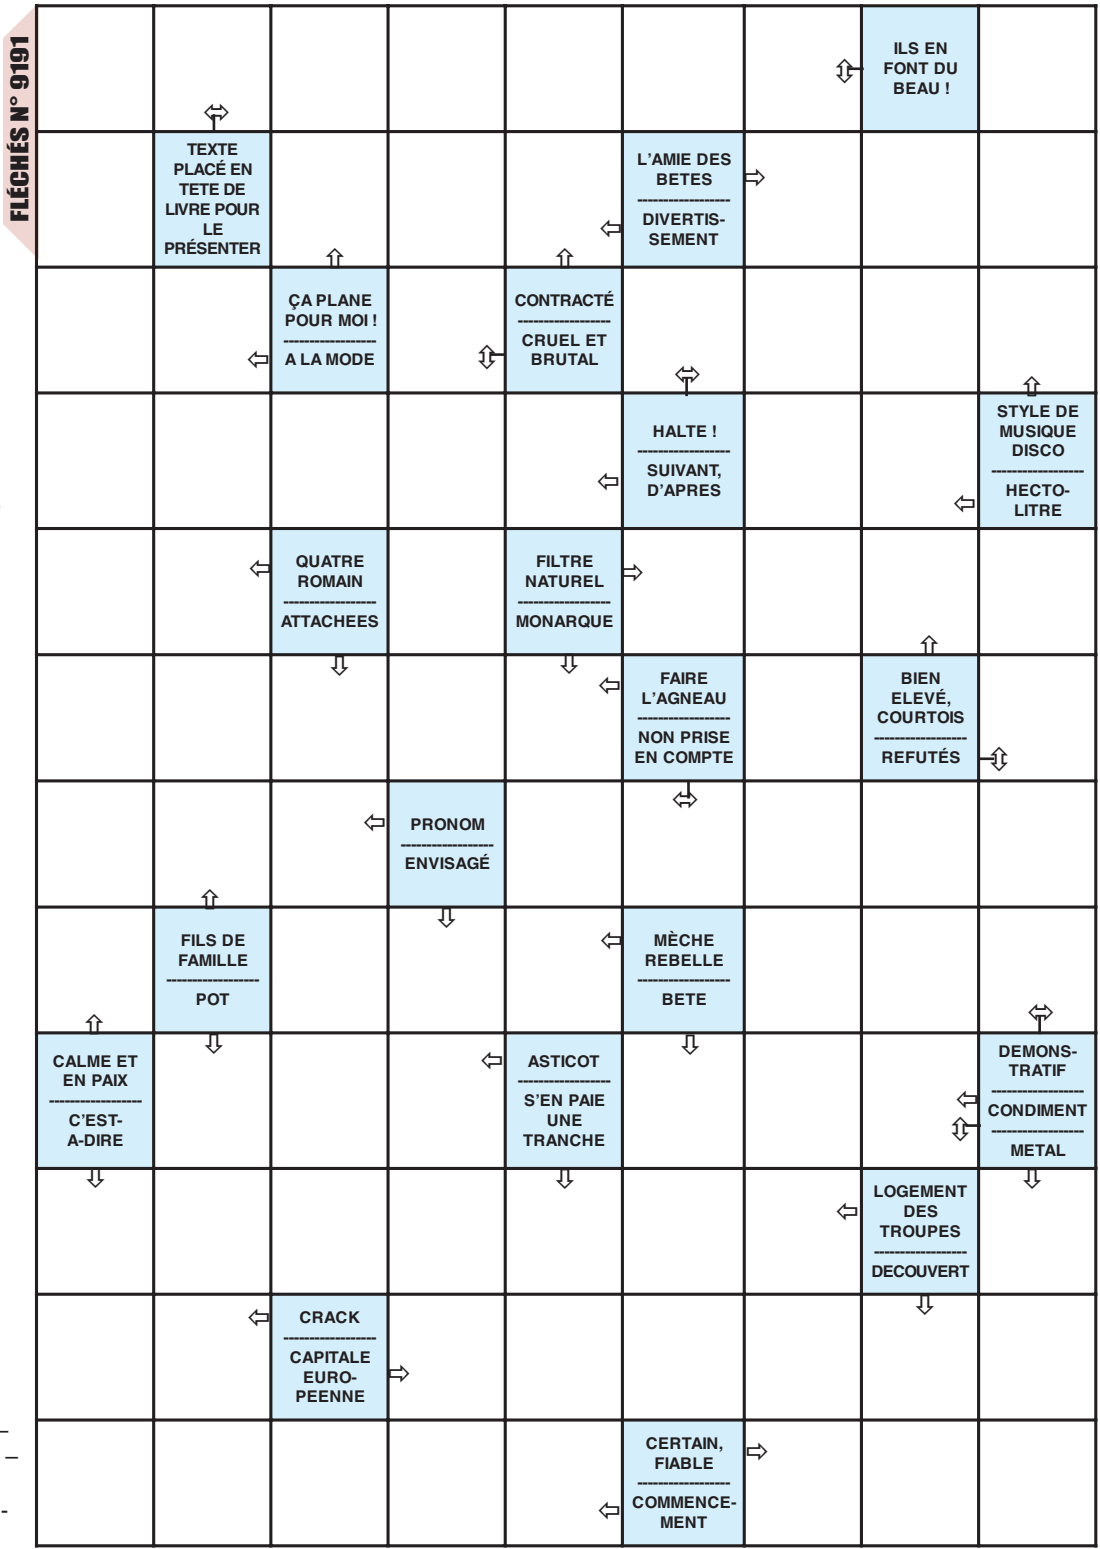 FLÉCHÉS N° 9191
ILS EN
FONT DU
BEAU !
TEXTE
PLACÉ EN
TETE DE
LIVRE POUR
LE
PRÉSENTER
L'AMIE DES
BETES
DIVERTIS-
SEMENT
ÇA PLANE
POUR MOI !
A LA MODE
CONTRACTÉ
CRUEL ET
BRUTAL
HALTE !
SUIVANT,
D'APRES
STYLE DE
MUSIQUE
DISCO
HECTO-
LITRE
QUATRE
ROMAIN
ATTACHEES
FILTRE
NATUREL
MONARQUE
FAIRE
L'AGNEAU
NON PRISE
EN COMPTE
BIEN
ELEVÉ,
COURTOIS
REFUTÉS
PRONOM
ENVISAGÉ
FILS DE
FAMILLE
POT
MÈCHE
REBELLE
BETE
CALME ET
EN PAIX
C'EST-
A-DIRE
ASTICOT
S'EN PAIE
UNE
TRANCHE
DEMONS-
TRATIF
CONDIMENT
METAL
LOGEMENT
DES
TROUPES
DECOUVERT
CRACK
CAPITALE
EURO-
PEENNE
CERTAIN,
FIABLE
COMMENCE-
MENT